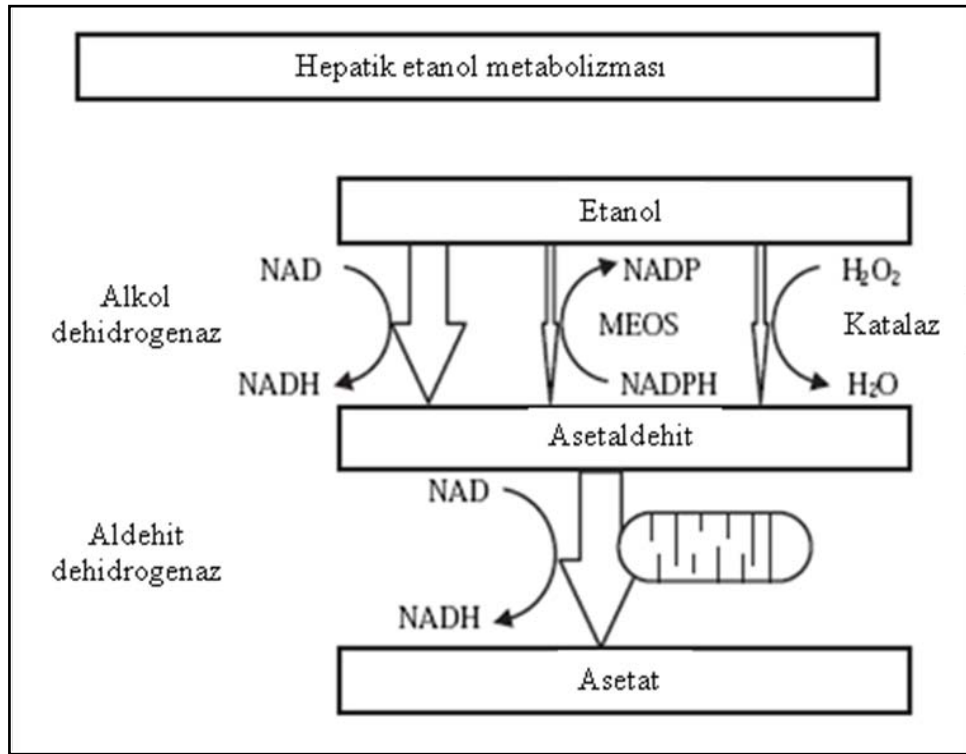 Hepatik etanol metabolizması
Etanol
NAD
NADP
H₂O₂
Alkol
dehidrogenaz
MEOS
Katalaz
NADH
NADPH
H₂O
Asetaldehit
NAD
Aldehit
dehidrogenaz
NADH
Asetat